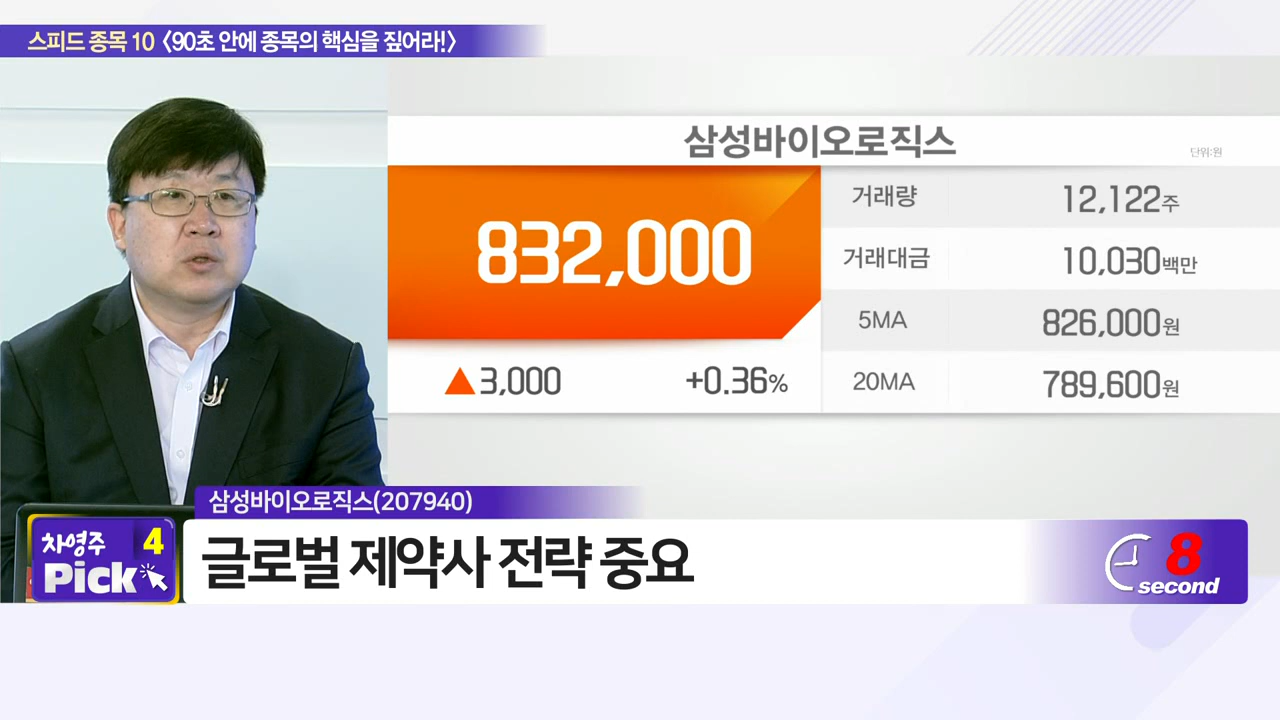 스피드 종목 10 〈90초 안에 종목의 핵심을 짚어라!〉
삼성바이오로직스
단위:원
832,000
▲3,000 +0.36%
거래량 12,122주
거래대금 10,030백만
5MA 826,000원
20MA 789,600원
삼성바이오로직스(207940)
차영주 4
Pick
글로벌 제약사 전략 중요
8
second